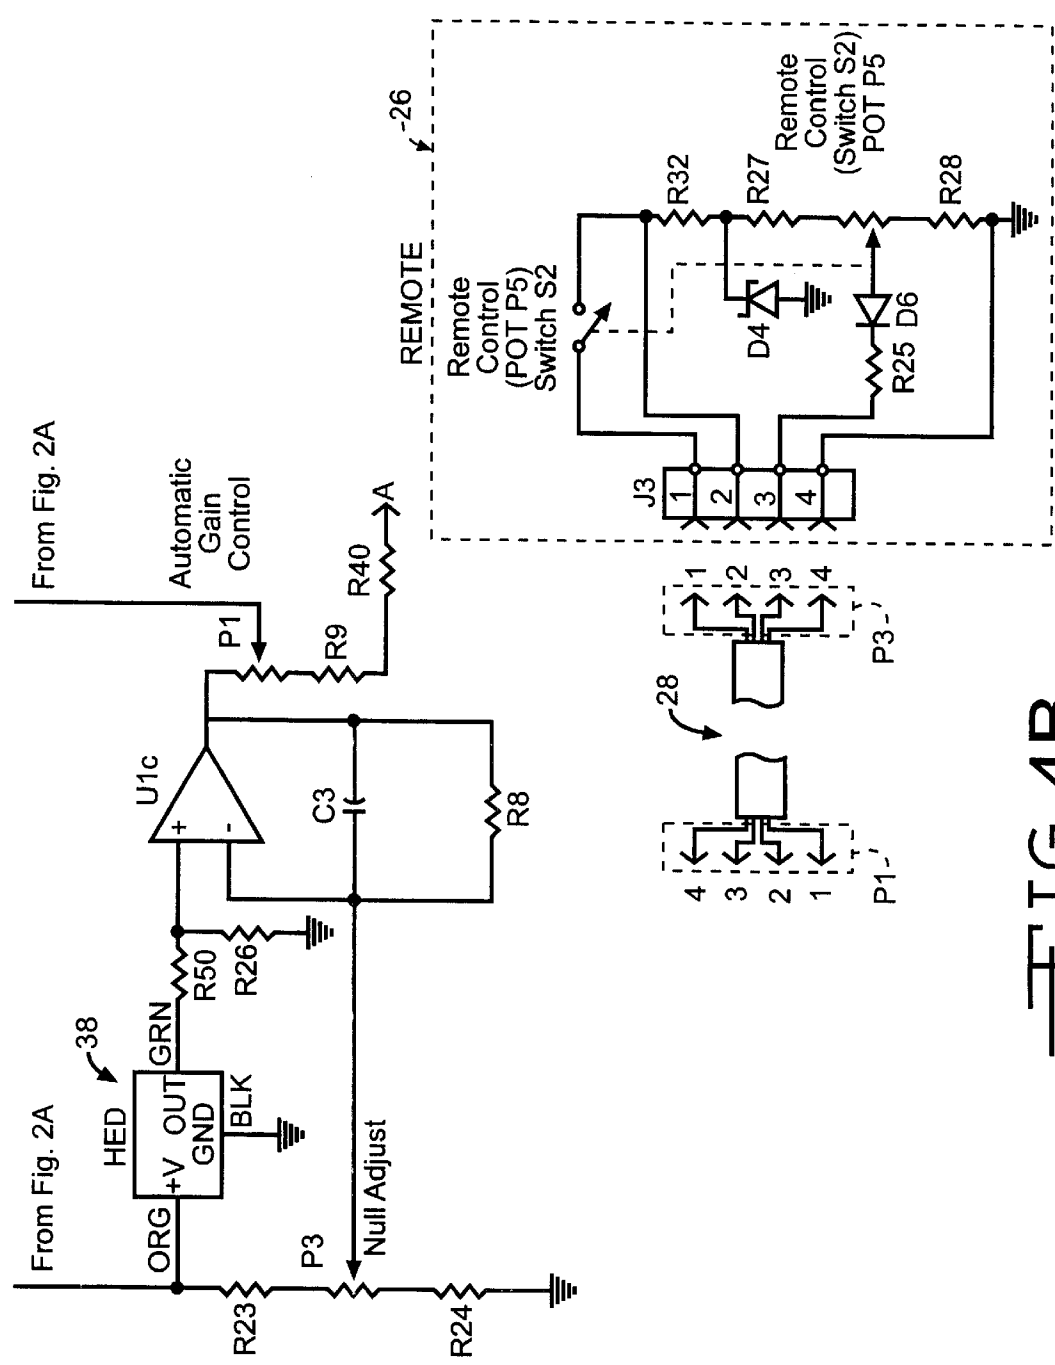 From Fig. 2A
ORG
HED
38
+V OUT
GND
GRN
BLK
R50
R26
R23
P3
Null Adjust
R24
U1c
+
-
C3
R8
From Fig. 2A
Automatic
Gain
Control
P1
R9
R40
A
REMOTE
26
Remote
Control
(POT P5)
Switch S2
R32
R27
Remote
Control
(Switch S2)
POT P5
R28
D4
D6
R25
J3
1
2
3
4
1
2
3
4
P3
28
4
3
2
1
P1